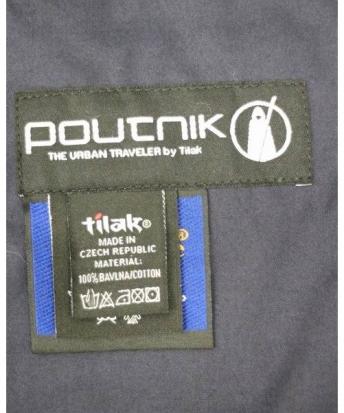 poutnik
THE URBAN TRAVELER by Tilak
tilak®
MADE IN
CZECH REPUBLIC
MATERIAL:
100% BAVLNA/COTTON